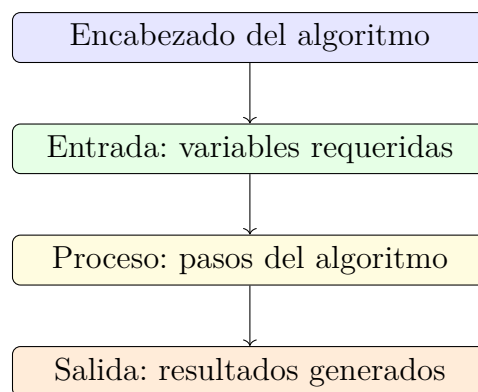 Encabezado del algoritmo
Entrada: variables requeridas
Proceso: pasos del algoritmo
Salida: resultados generados